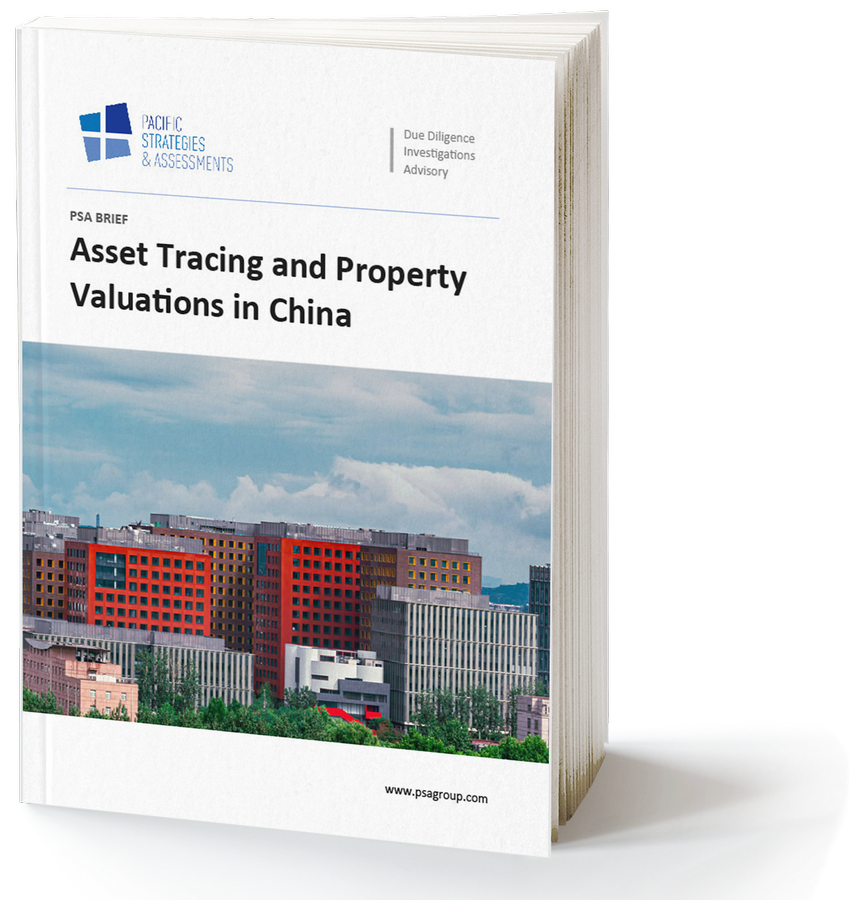 PACIFIC
STRATEGIES
& ASSESSMENTS
Due Diligence
Investigations
Advisory
PSA BRIEF
Asset Tracing and Property
Valuations in China
www.psagroup.com